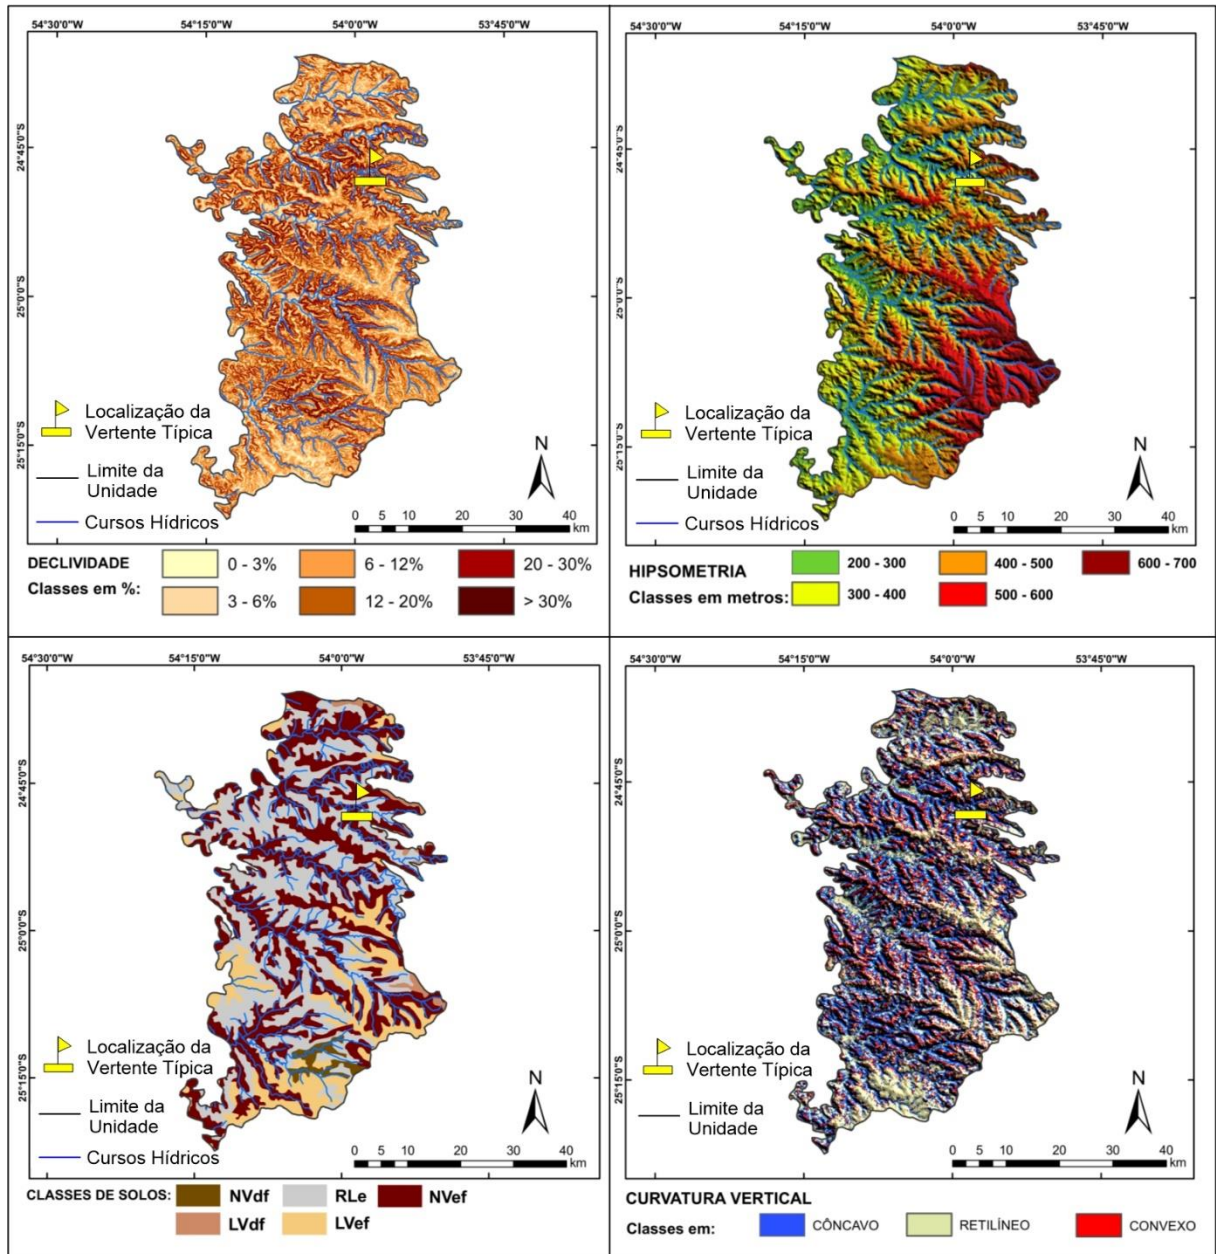 54°30'0"W 54°15'0"W 54°0'0"W 53°45'0"W
24°45'0"S
25°0'0"S
25°15'0"S
Localização da
Vertente Típica
Limite da
Unidade
Cursos Hídricos
N
0 5 10 20 30 40
km
DECLIVIDADE
Classes em %:
0 - 3% 6 - 12% 20 - 30%
3 - 6% 12 - 20% > 30%
54°30'0"W 54°15'0"W 54°0'0"W 53°45'0"W
24°45'0"S
25°0'0"S
25°15'0"S
Localização da
Vertente Típica
Limite da
Unidade
Cursos Hídricos
N
0 5 10 20 30 40
km
HIPSOMETRIA
Classes em metros:
200 - 300 400 - 500 600 - 700
300 - 400 500 - 600
54°30'0"W 54°15'0"W 54°0'0"W 53°45'0"W
24°45'0"S
25°0'0"S
25°15'0"S
Localização da
Vertente Típica
Limite da
Unidade
Cursos Hídricos
N
0 5 10 20 30 40
km
CLASSES DE SOLOS:
NVdf RLe NVef
LVdf LVef
54°30'0"W 54°15'0"W 54°0'0"W 53°45'0"W
24°45'0"S
25°0'0"S
25°15'0"S
Localização da
Vertente Típica
Limite da
Unidade
N
0 5 10 20 30 40
km
CURVATURA VERTICAL
Classes em:
CÔNCAVO RETILÍNEO CONVEXO